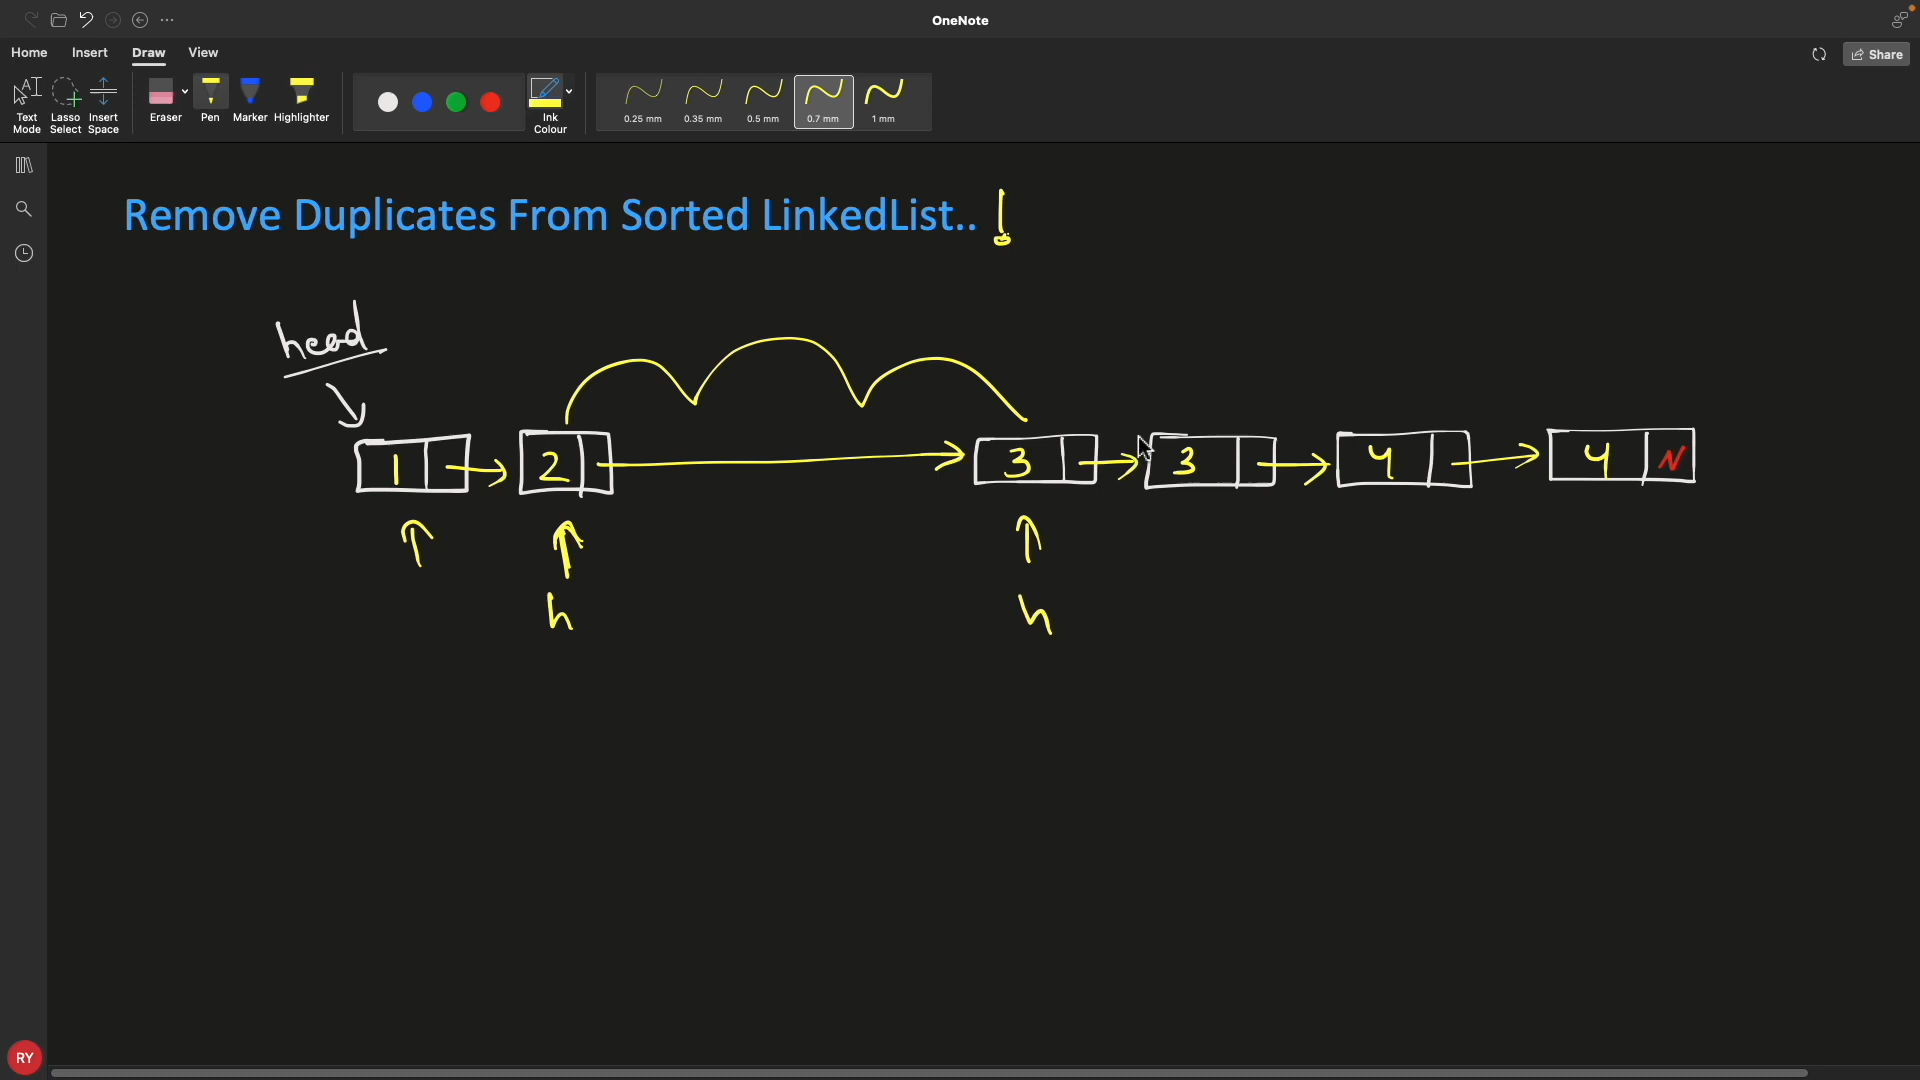 OneNote
Home Insert Draw View
Share
Text Mode
Lasso Select
Insert Space
Eraser
Pen
Marker
Highlighter
Ink Colour
0.25 mm
0.35 mm
0.5 mm
0.7 mm
1 mm
Remove Duplicates From Sorted LinkedList.. !
head
1 2 3 3 4 4 N
h h
RY